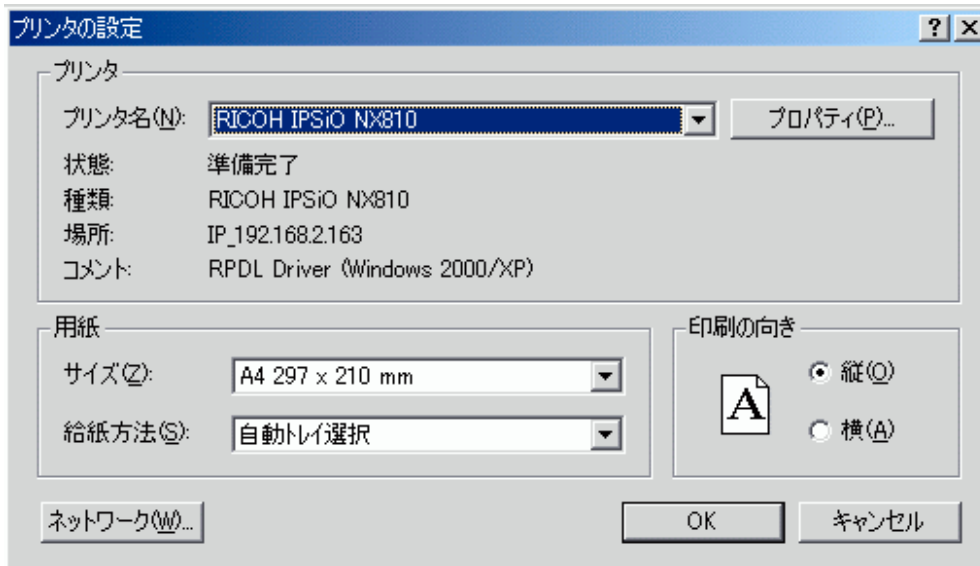 プリンタの設定
プリンタ
プリンタ名(N): RICOH IPSiO NX810 プロパティ(P)...
状態: 準備完了
種類: RICOH IPSiO NX810
場所: IP_192.168.2.163
コメント: RPDL Driver (Windows 2000/XP)
用紙
サイズ(Z): A4 297 x 210 mm
給紙方法(S): 自動トレイ選択
印刷の向き
A
縦(O)
横(A)
ネットワーク(W)... OK キャンセル